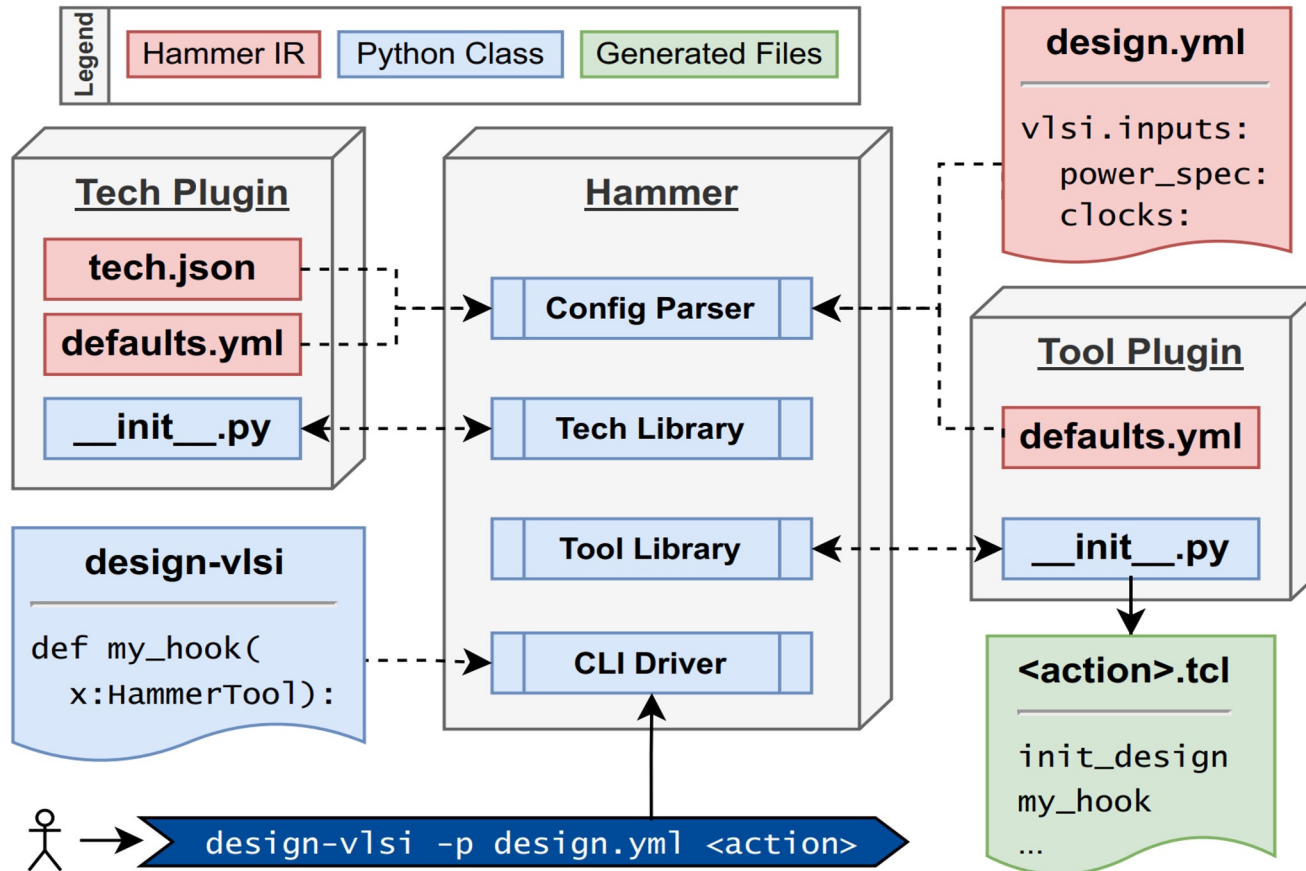 Legend
Hammer IR
Python Class
Generated Files
design.yml
vlsi.inputs:
power_spec:
clocks:
Tech Plugin
tech.json
defaults.yml
__init__.py
Hammer
Config Parser
Tech Library
Tool Library
CLI Driver
Tool Plugin
defaults.yml
__init__.py
design-vlsi
def my_hook(
x:HammerTool):
<action>.tcl
init_design
my_hook
...
design-vlsi -p design.yml <action>